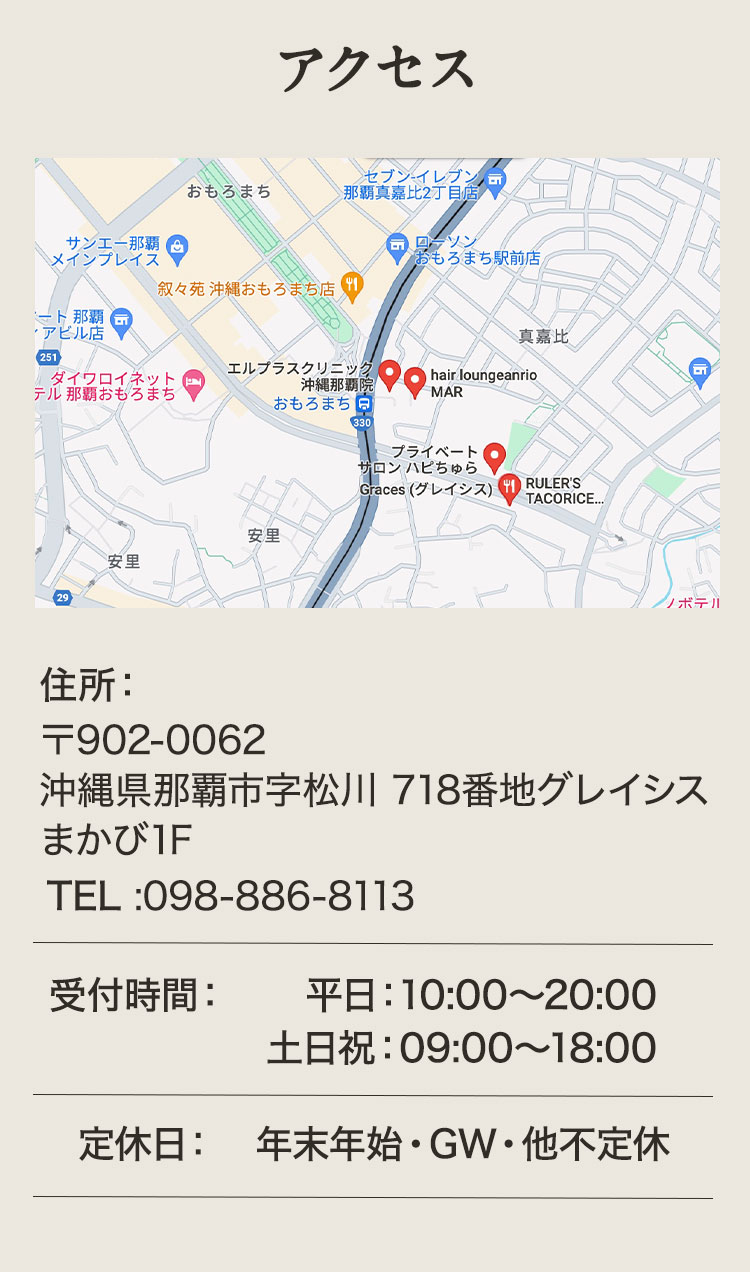 アクセス
セブン-イレブン
那覇真嘉比2丁目店
おもろまち
サンエー那覇
メインプレイス
ローソン
おもろまち駅前店
叙々苑 沖縄おもろまち店
ート 那覇
ィアビル店
真嘉比
251
エルプラスクリニック
沖縄那覇院
hair loungeanrio
MAR
ダイワロイネット
テル 那覇おもろまち
おもろまち
330
プライベート
サロン ハピちゅら
Graces (グレイシス)
RULER'S
TACORICE...
安里
安里
29
ノボテル
住所：
〒902-0062
沖縄県那覇市字松川 718番地グレイシス
まかび1F
TEL :098-886-8113
受付時間： 平日：10:00〜20:00
土日祝：09:00〜18:00
定休日： 年末年始・GW・他不定休